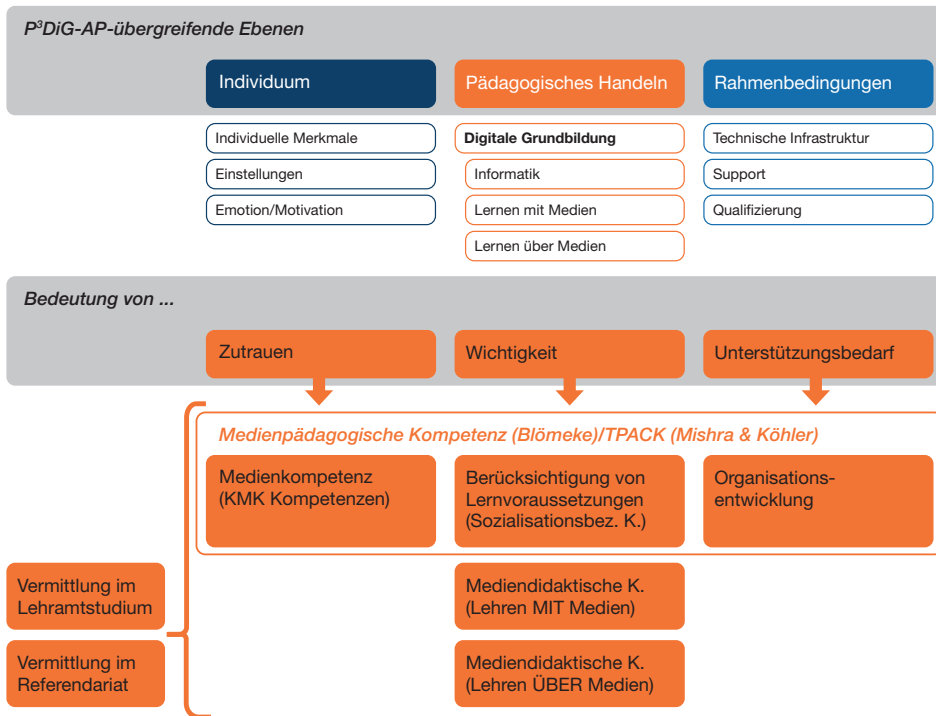 P³DiG-AP-übergreifende Ebenen
Individuum
Pädagogisches Handeln
Rahmenbedingungen
Individuelle Merkmale
Digitale Grundbildung
Technische Infrastruktur
Einstellungen
Informatik
Support
Emotion/Motivation
Lernen mit Medien
Qualifizierung
Lernen über Medien
Bedeutung von ...
Zutrauen
Wichtigkeit
Unterstützungsbedarf
Medienpädagogische Kompetenz (Blömeke)/TPACK (Mishra & Köhler)
Medienkompetenz
(KMK Kompetenzen)
Berücksichtigung von
Lernvoraussetzungen
(Sozialisationsbez. K.)
Organisations-
entwicklung
Vermittlung im
Lehramtstudium
Mediendidaktische K.
(Lehren MIT Medien)
Vermittlung im
Referendariat
Mediendidaktische K.
(Lehren ÜBER Medien)